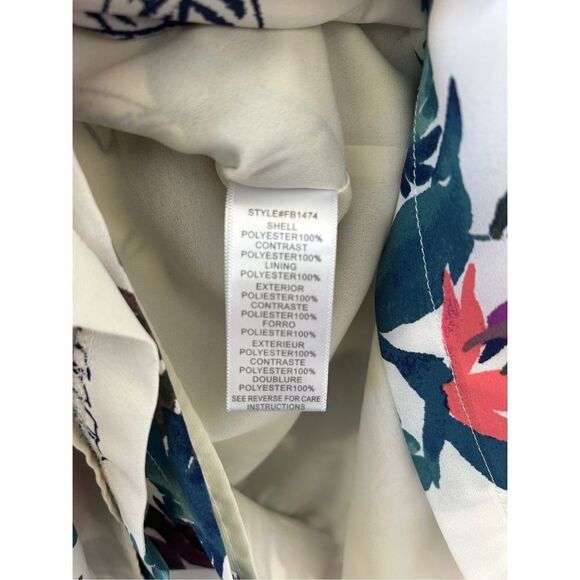 STYLE#FB1474
SHELL
POLYESTER100%
CONTRAST
POLYESTER100%
LINING
POLYESTER100%
EXTERIOR
POLIESTER100%
CONTRASTE
POLIESTER100%
FORRO
POLIESTER100%
EXTERIEUR
POLYESTER100%
CONTRASTE
POLYESTER100%
DOUBLURE
POLYESTER100%
SEE REVERSE FOR CARE
INSTRUCTIONS